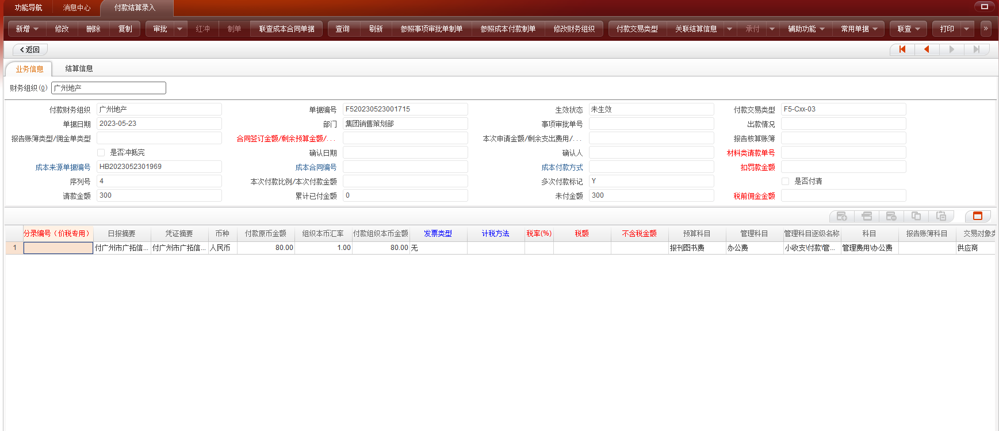 功能导航 消息中心 付款结算录入
新增 修改 删除 复制 审批 红冲 制单 联查成本合同单据 查询 刷新 参照事项审批单制单 参照成本付款制单 修改财务组织 付款交易类型 关联结算信息 承付 辅助功能 常用单据 联查 打印 »
返回
业务信息 结算信息
财务组织(O) 广州地产
付款财务组织 广州地产 单据编号 F520230523001715 生效状态 未生效 付款交易类型 F5-Cxx-03
单据日期 2023-05-23 部门 集团销售策划部 事项审批单号 出款情况
报告账簿类型/佣金单类型 合同签订金额/剩余预算金额/... 本次申请金额/剩余支出费用/... 报告核算账簿
是否冲抵完 确认日期 确认人 材料类请款单号
成本来源单据编号 HB2023052301969 成本合同编号 成本付款方式 扣罚款金额
序列号 4 本次付款比例/本次付款金额 多次付款标记 Y 是否付清
请款金额 300 累计已付金额 0 未付金额 300 税前佣金金额
分录编号（价税专用） 日报摘要 凭证摘要 币种 付款原币金额 组织本币汇率 付款组织本币金额 发票类型 计税方法 税率(%) 税额 不含税金额 预算科目 管理科目 管理科目逐级名称 科目 报告账簿科目 交易对象类
1 付广州市广拓信... 付广州市广拓信... 人民币 80.00 1.00 80.00 无 报刊图书费 办公费 小收支\付款\管... 管理费用\办公费 供应商